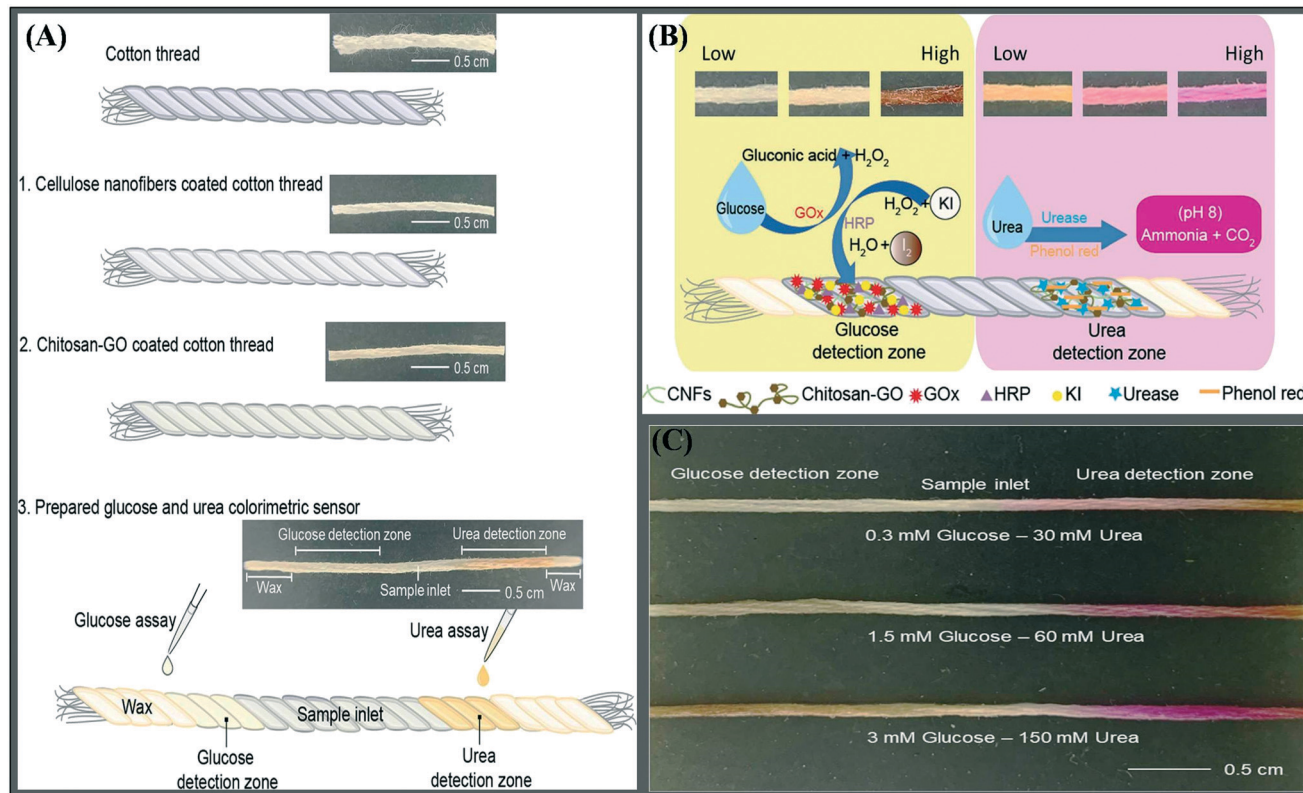 (A)
Cotton thread
0.5 cm
1. Cellulose nanofibers coated cotton thread
0.5 cm
2. Chitosan-GO coated cotton thread
0.5 cm
3. Prepared glucose and urea colorimetric sensor
Glucose detection zone
Urea detection zone
Wax
Sample inlet
0.5 cm
Wax
Glucose assay
Urea assay
Wax
Sample inlet
Glucose
detection zone
Urea
detection zone
(B)
Low
High
Low
High
Gluconic acid + H₂O₂
Glucose
GOx
HRP
H₂O₂ + KI
H₂O + I₂
Urea
Urease
Phenol red
(pH 8)
Ammonia + CO₂
Glucose
detection zone
Urea
detection zone
CNFs Chitosan-GO GOx HRP KI Urease Phenol red
(C)
Glucose detection zone
Sample inlet
Urea detection zone
0.3 mM Glucose – 30 mM Urea
1.5 mM Glucose – 60 mM Urea
3 mM Glucose – 150 mM Urea
0.5 cm